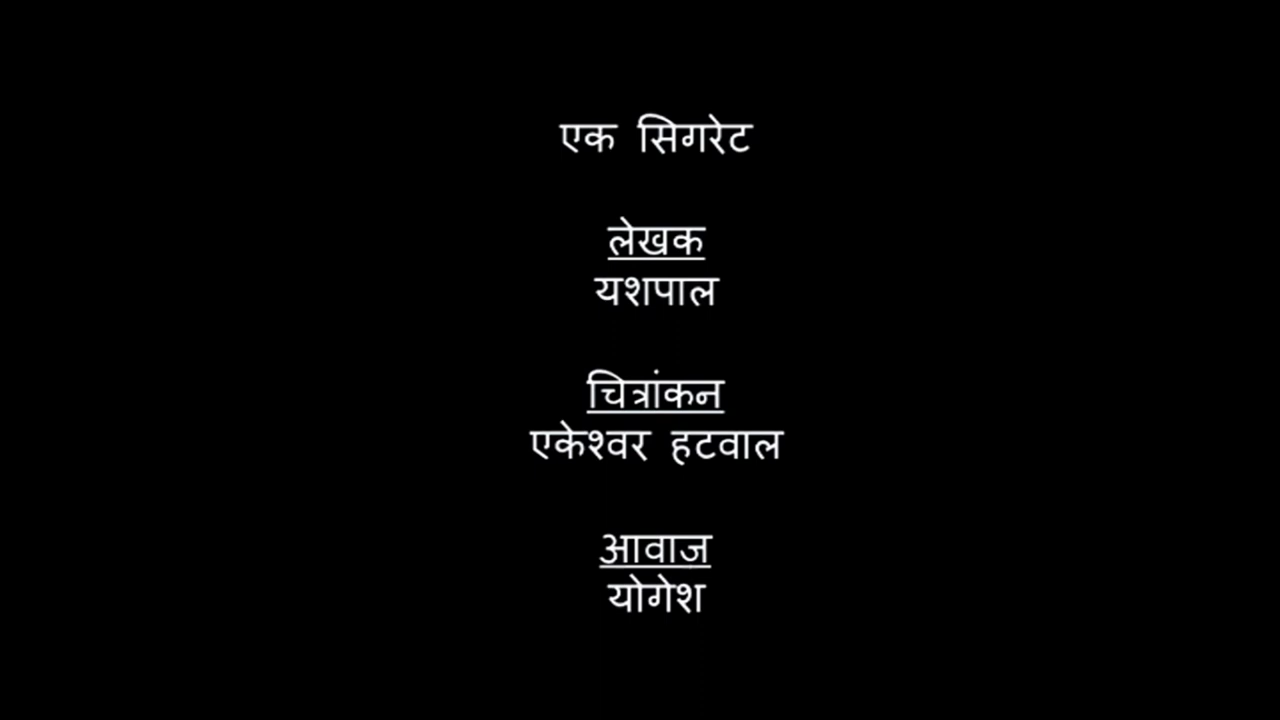 एक सिगरेट
लेखक
यशपाल
चित्रांकन
एकेश्वर हटवाल
आवाज़
योगेश